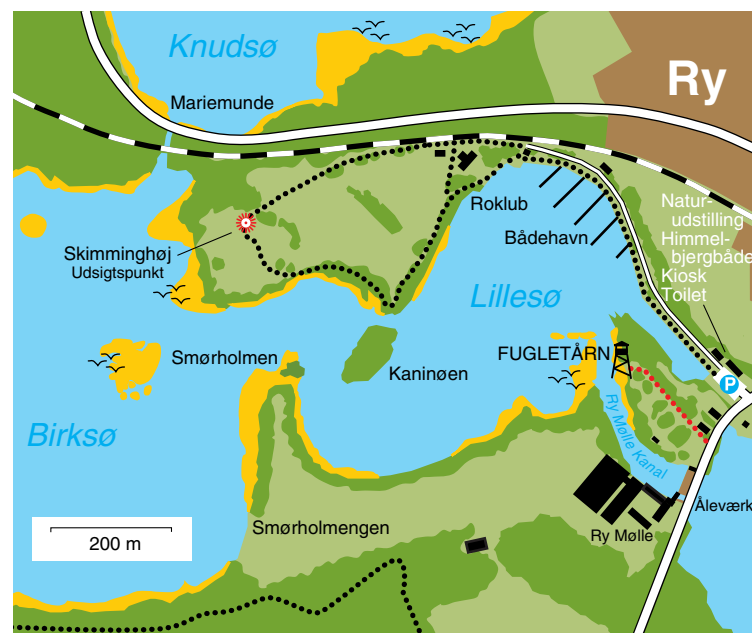 Knudsø
Mariemunde
Ry
Roklub
Bådehavn
Natur-
udstilling
Himmel-
bjergbåde
Kiosk
Toilet
Skimminghøj
Udsigtspunkt
Lillesø
Smørholmen
Kaninøen
FUGLETÅRN
P
Birksø
Ry Mølle Kanal
Åleværk
Smørholmengen
Ry Mølle
200 m